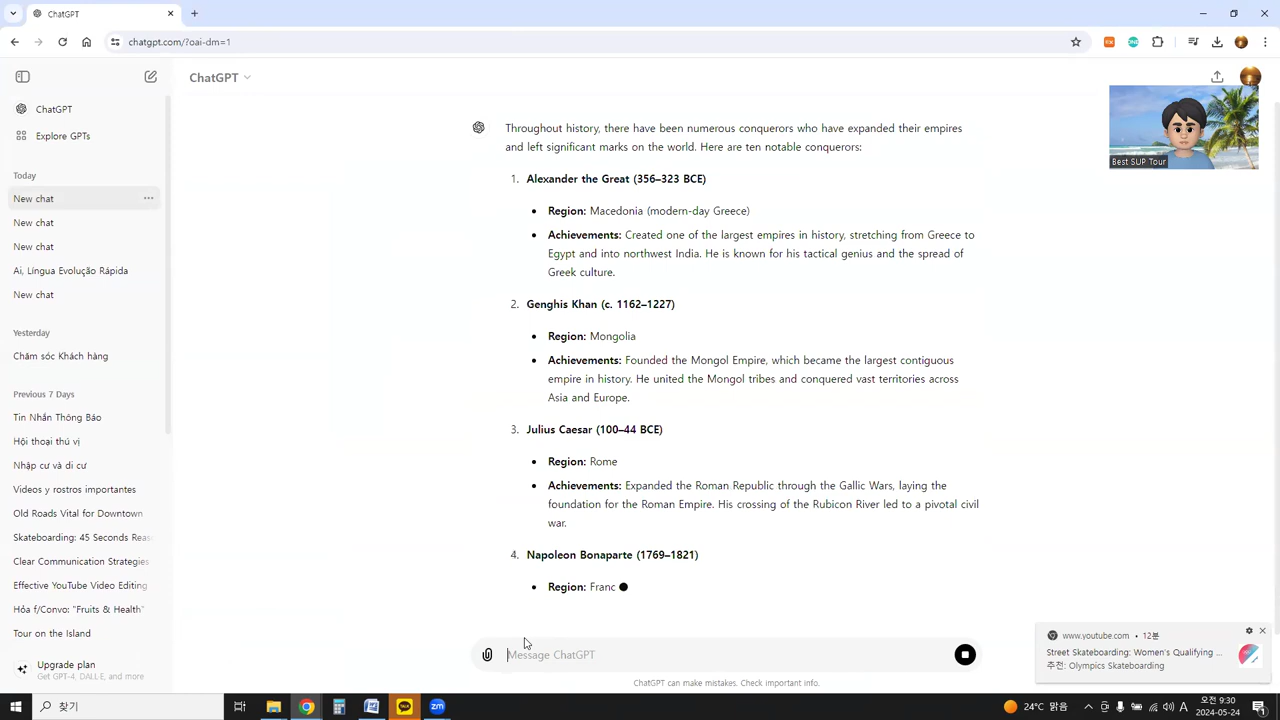 ChatGPT
chatgpt.com/?oai-dm=1
ChatGPT
ChatGPT
Explore GPTs
Today
New chat
New chat
New chat
Ai, Língua Evolução Rápida
New chat
Yesterday
Chăm sóc Khách hàng
Previous 7 Days
Tin Nhắn Thông Báo
Hội thoại thú vị
Nhập cư và di cư
Videos y rostros importantes
Old Roads Vital for Downtown
Skateboarding: 45 Seconds Reas
Clear Communication Strategies
Effective YouTube Video Editing
Hỏa f/Convo: "Fruits & Health"
Tour on the Island
Upgrade plan
Get GPT-4, DALL·E, and more
Throughout history, there have been numerous conquerors who have expanded their empires
and left significant marks on the world. Here are ten notable conquerors:
1. Alexander the Great (356–323 BCE)
• Region: Macedonia (modern-day Greece)
• Achievements: Created one of the largest empires in history, stretching from Greece to
Egypt and into northwest India. He is known for his tactical genius and the spread of
Greek culture.
2. Genghis Khan (c. 1162–1227)
• Region: Mongolia
• Achievements: Founded the Mongol Empire, which became the largest contiguous
empire in history. He united the Mongol tribes and conquered vast territories across
Asia and Europe.
3. Julius Caesar (100–44 BCE)
• Region: Rome
• Achievements: Expanded the Roman Republic through the Gallic Wars, laying the
foundation for the Roman Empire. His crossing of the Rubicon River led to a pivotal civil
war.
4. Napoleon Bonaparte (1769–1821)
• Region: Franc
Message ChatGPT
ChatGPT can make mistakes. Check important info.
Best SUP Tour
www.youtube.com • 12분
Street Skateboarding: Women's Qualifying ...
추천: Olympics Skateboarding
찾기
TALK
zm
24°C 맑음
A
오전 9:30
2024-05-24